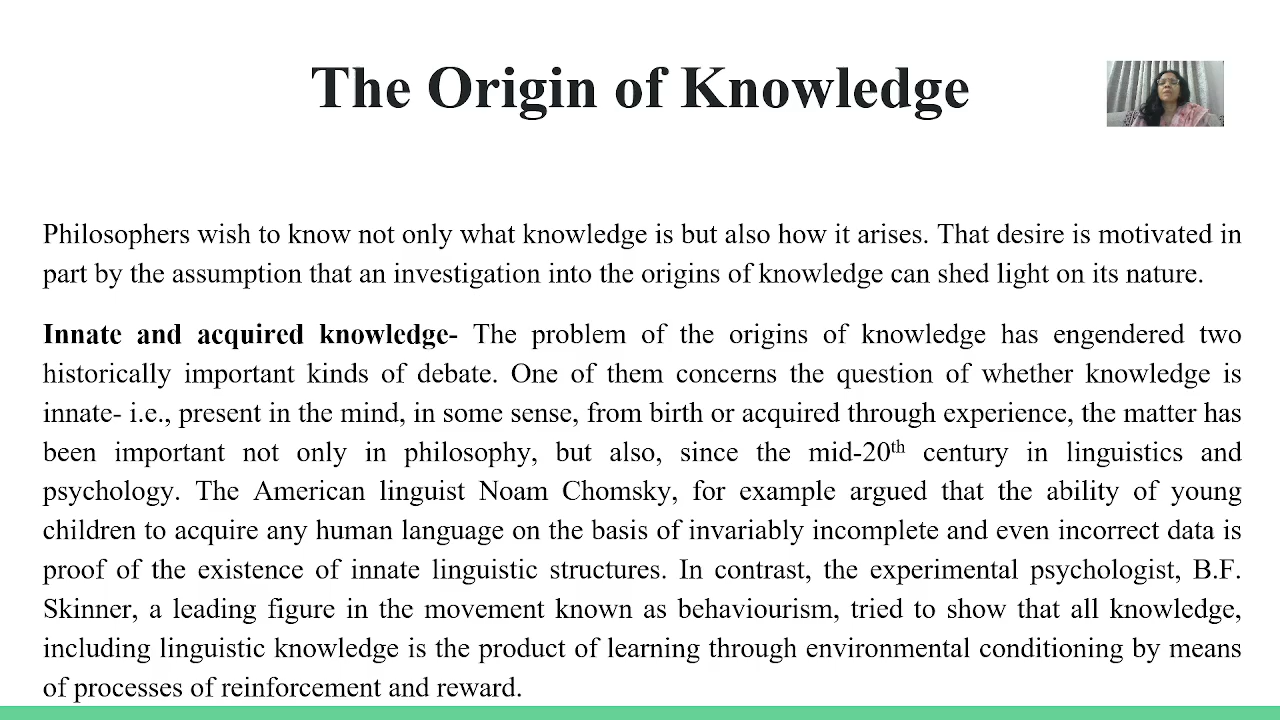 The Origin of Knowledge
Philosophers wish to know not only what knowledge is but also how it arises. That desire is motivated in
part by the assumption that an investigation into the origins of knowledge can shed light on its nature.
Innate and acquired knowledge- The problem of the origins of knowledge has engendered two
historically important kinds of debate. One of them concerns the question of whether knowledge is
innate- i.e., present in the mind, in some sense, from birth or acquired through experience, the matter has
been important not only in philosophy, but also, since the mid-20th century in linguistics and
psychology. The American linguist Noam Chomsky, for example argued that the ability of young
children to acquire any human language on the basis of invariably incomplete and even incorrect data is
proof of the existence of innate linguistic structures. In contrast, the experimental psychologist, B.F.
Skinner, a leading figure in the movement known as behaviourism, tried to show that all knowledge,
including linguistic knowledge is the product of learning through environmental conditioning by means
of processes of reinforcement and reward.